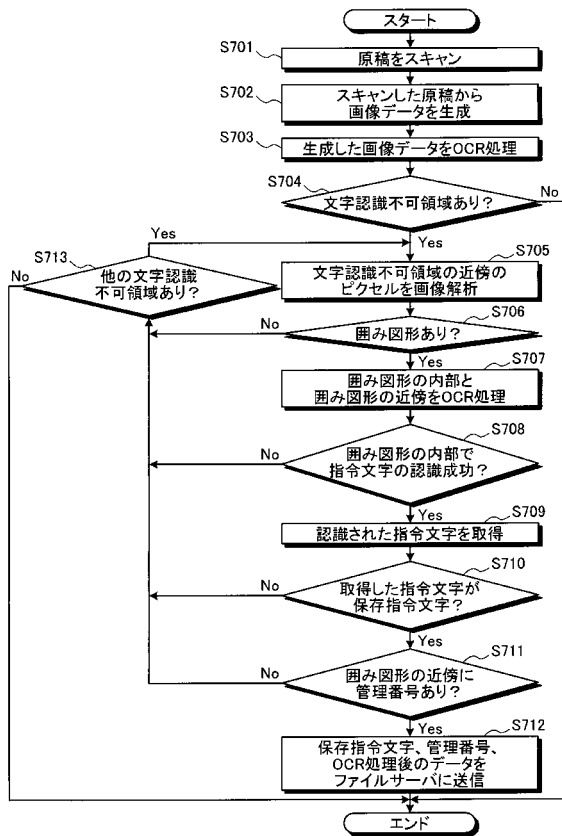 スタート
S701
原稿をスキャン
S702
スキャンした原稿から
画像データを生成
S703
生成した画像データをOCR処理
S704
文字認識不可領域あり？
No
Yes
Yes
S713
No
他の文字認識
不可領域あり？
S705
文字認識不可領域の近傍の
ピクセルを画像解析
S706
No
囲み図形あり？
Yes
S707
囲み図形の内部と
囲み図形の近傍をOCR処理
S708
No
囲み図形の内部で
指令文字の認識成功？
Yes
S709
認識された指令文字を取得
S710
No
取得した指令文字が
保存指令文字？
Yes
S711
No
囲み図形の近傍に
管理番号あり？
Yes
S712
保存指令文字、管理番号、
OCR処理後のデータを
ファイルサーバに送信
エンド